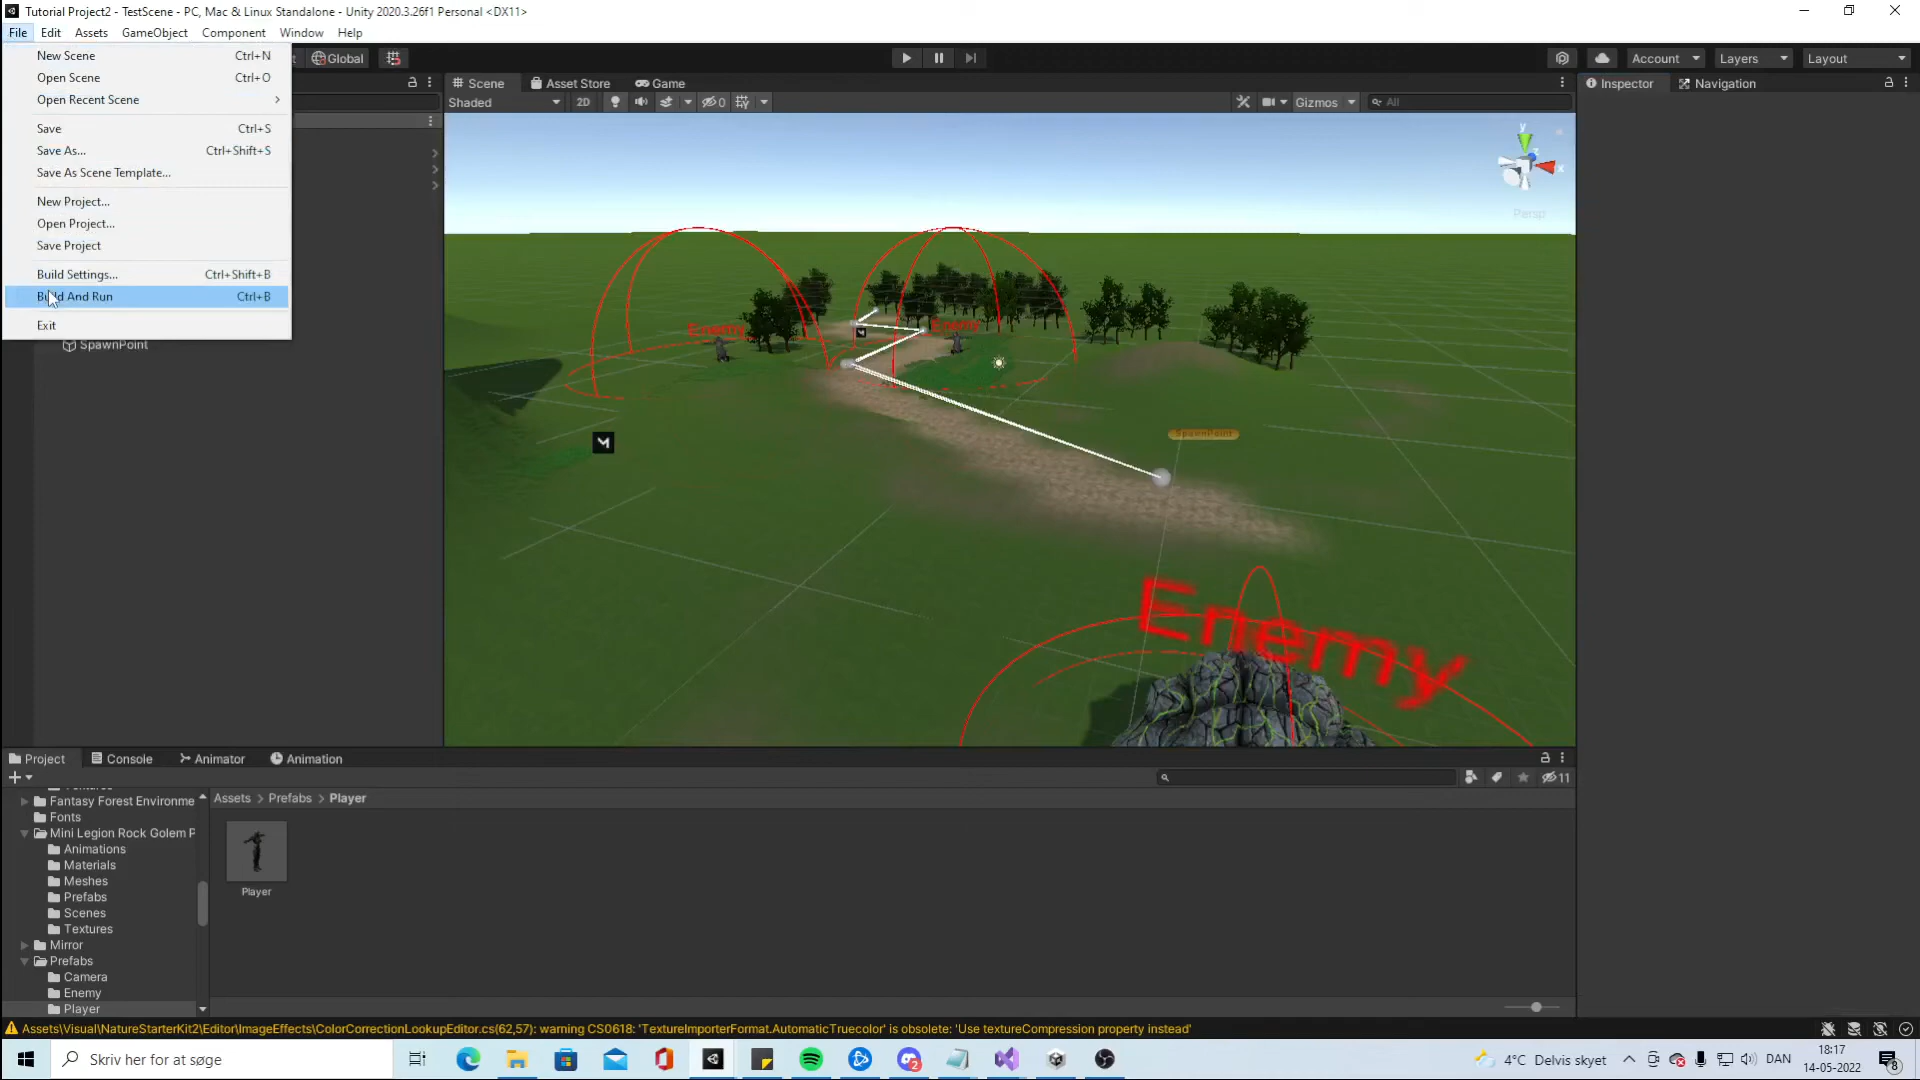 Tutorial Project2 - TestScene - PC, Mac & Linux Standalone - Unity 2020.3.26f1 Personal <DX11>
File Edit Assets GameObject Component Window Help
New Scene Ctrl+N
Open Scene Ctrl+O
Open Recent Scene
Save Ctrl+S
Save As... Ctrl+Shift+S
Save As Scene Template...
New Project...
Open Project...
Save Project
Build Settings... Ctrl+Shift+B
Build And Run Ctrl+B
Exit
SpawnPoint
Global
Account Layers Layout
Scene Asset Store Game
Shaded 2D Gizmos All
Inspector Navigation
y
x
Persp
Enemy
Enemy
SpawnPoint
Enemy
Project Console Animator Animation
11
Fantasy Forest Environme
Fonts
Mini Legion Rock Golem P
Animations
Materials
Meshes
Prefabs
Scenes
Textures
Mirror
Prefabs
Camera
Enemy
Player
Assets > Prefabs > Player
Player
Assets\Visual\NatureStarterKit2\Editor\ImageEffects\ColorCorrectionLookupEditor.cs(62,57): warning CS0618: 'TextureImporterFormat.AutomaticTruecolor' is obsolete: 'Use textureCompression property instead'
Skriv her for at søge
2
4°C Delvis skyet
DAN
18:17
14-05-2022
8